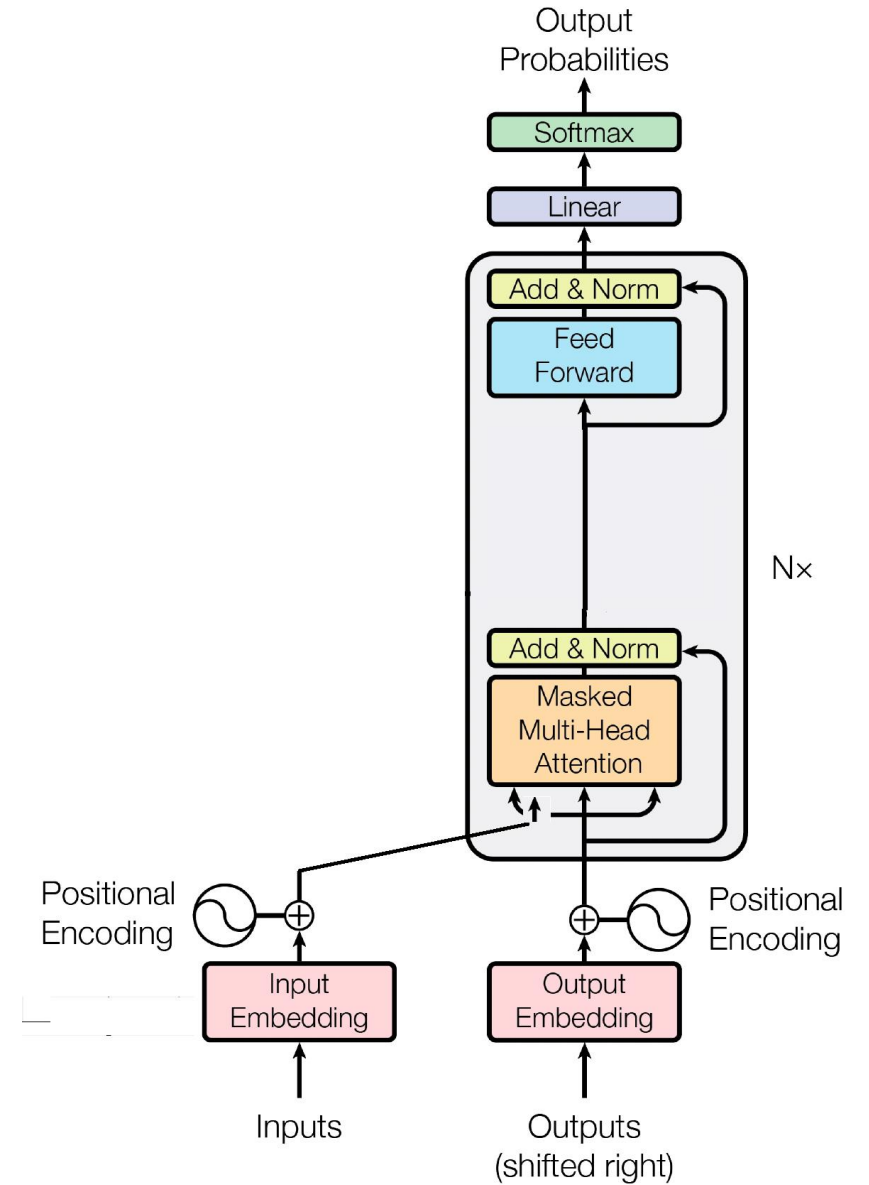 Output
Probabilities
Softmax
Linear
Add & Norm
Feed
Forward
N×
Add & Norm
Masked
Multi-Head
Attention
Positional
Encoding
Positional
Encoding
Input
Embedding
Output
Embedding
Inputs
Outputs
(shifted right)